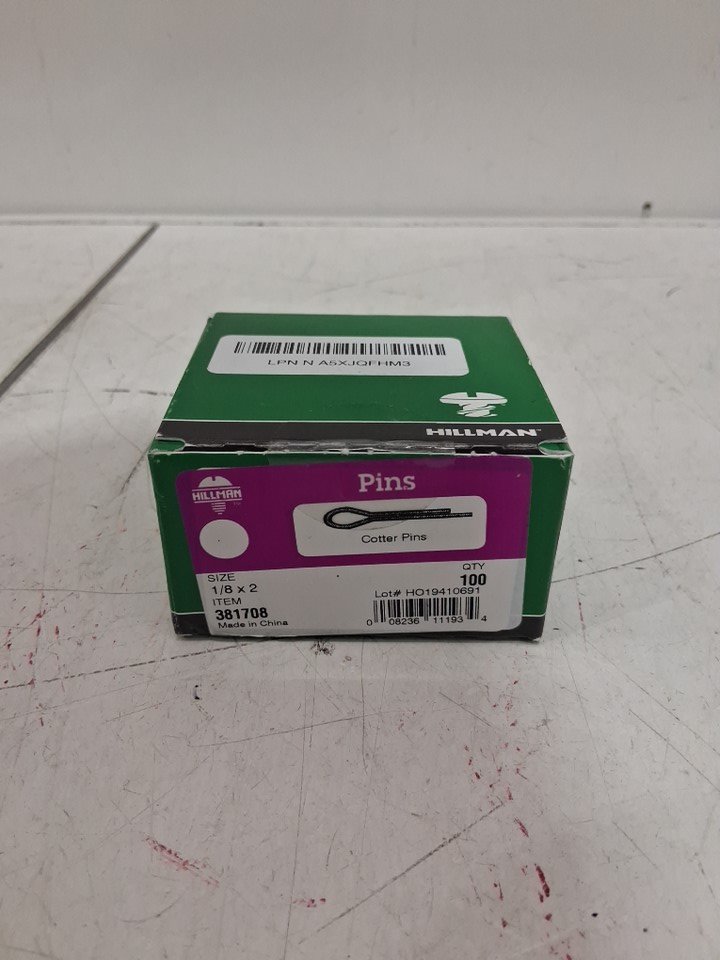 LPN N A5XJQFHM3
HILLMAN
HILLMAN
Pins
Cotter Pins
SIZE
1/8 x 2
ITEM
381708
Made in China
QTY
100
Lot# HO19410691
0 08236 11193 4